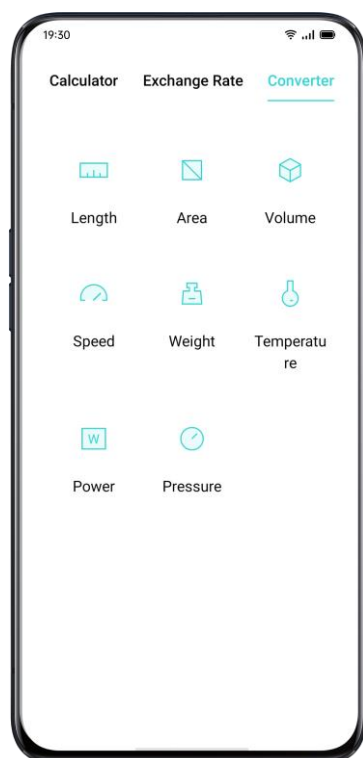 19:30
Calculator Exchange Rate Converter
Length Area Volume
Speed Weight Temperatu
re
W
Power Pressure